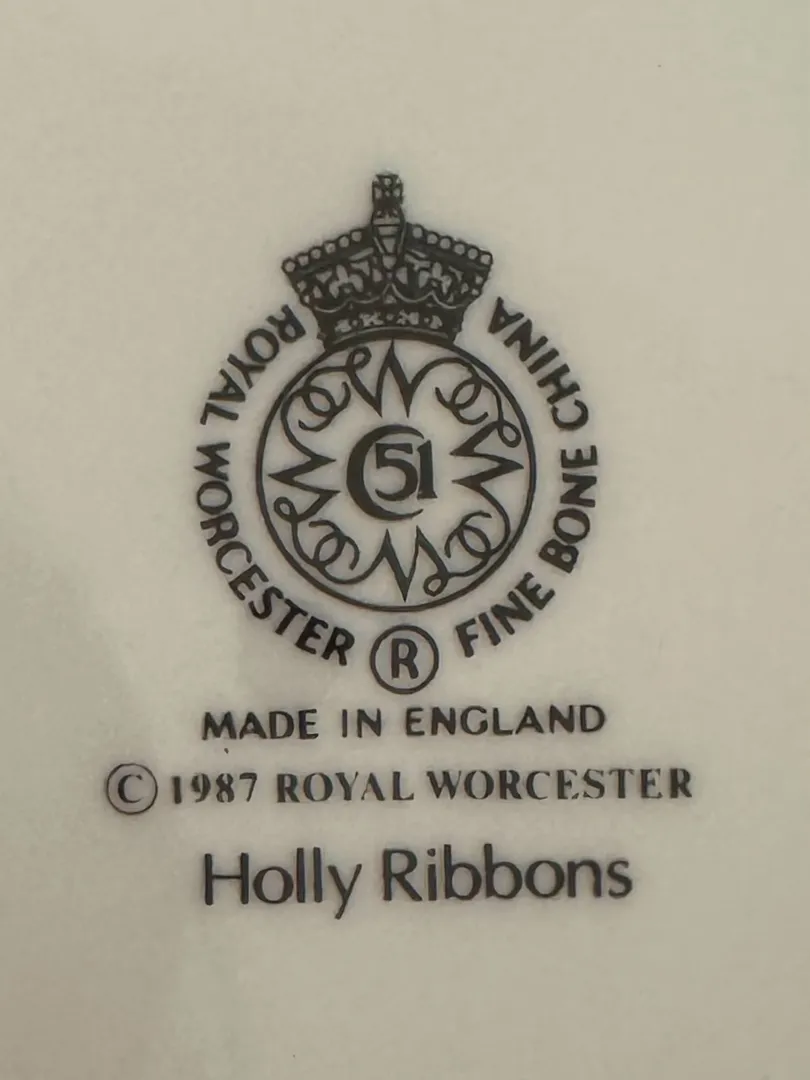 ROYAL WORCESTER ® FINE BONE CHINA
C51
MADE IN ENGLAND
© 1987 ROYAL WORCESTER
Holly Ribbons